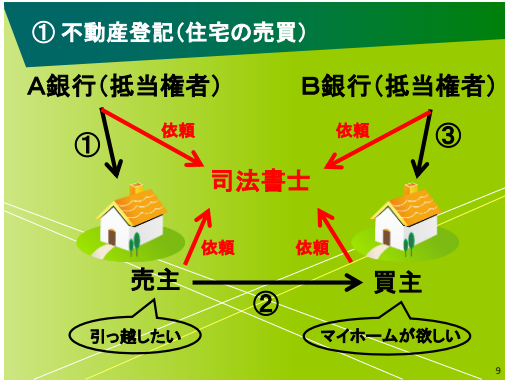 ① 不動産登記（住宅の売買）
A銀行（抵当権者）
B銀行（抵当権者）
①
依頼
依頼
③
司法書士
依頼
依頼
売主
②
買主
引っ越したい
マイホームが欲しい
9